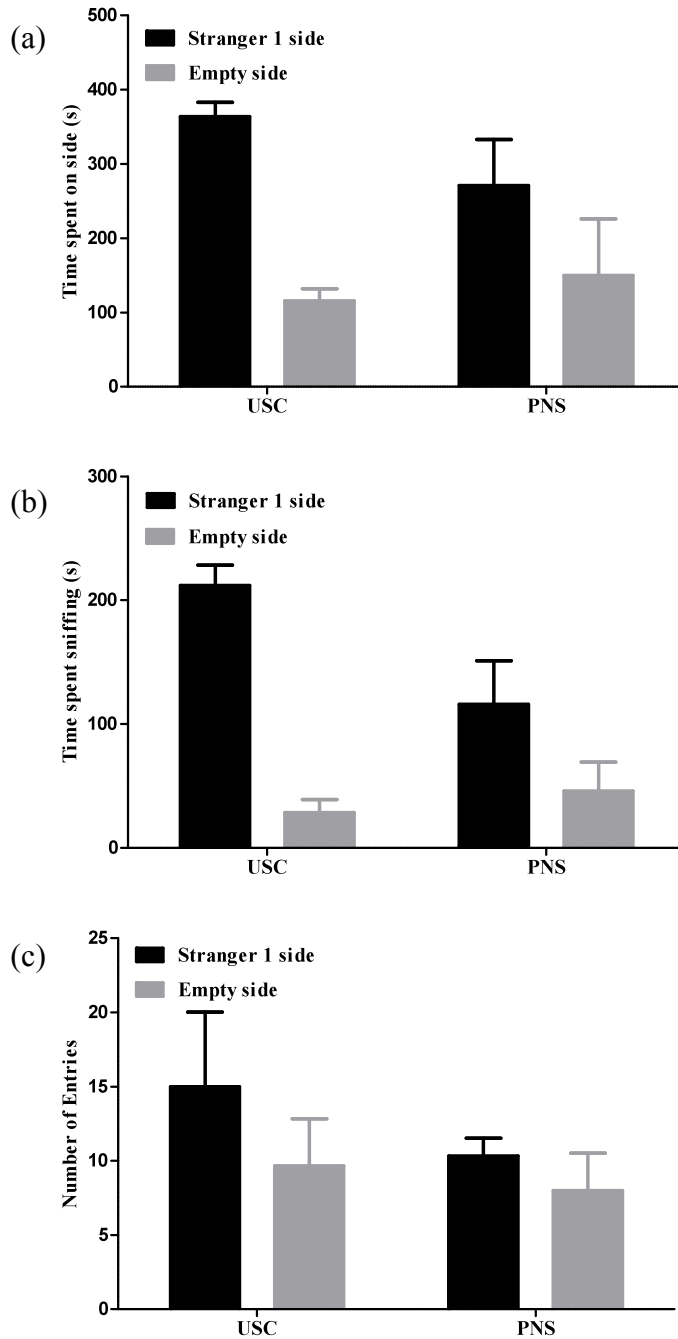 (a)
500
400
300
200
100
0
Time spent on side (s)
Stranger 1 side
Empty side
USC
PNS
(b)
300
200
100
0
Time spent sniffing (s)
Stranger 1 side
Empty side
USC
PNS
(c)
25
20
15
10
5
0
Number of Entries
Stranger 1 side
Empty side
USC
PNS